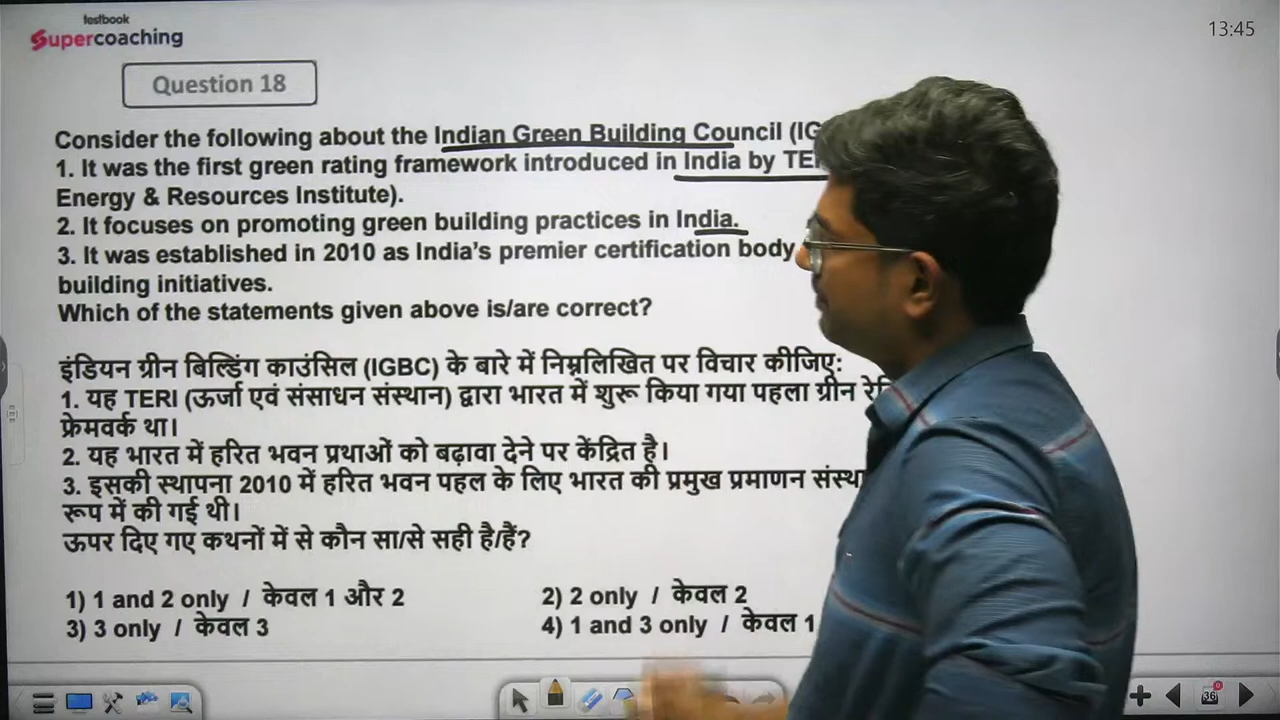 testbook
Supercoaching
13:45
Question 18
Consider the following about the Indian Green Building Council
1. It was the first green rating framework introduced in India by
Energy & Resources Institute).
2. It focuses on promoting green building practices in India.
3. It was established in 2010 as India's premier certification body
building initiatives.
Which of the statements given above is/are correct?
इंडियन ग्रीन बिल्डिंग काउंसिल (IGBC) के बारे में निम्नलिखित पर विचार कीजिए:
1. यह TERI (ऊर्जा एवं संसाधन संस्थान) द्वारा भारत में शुरू किया गया पहला ग्रीन
फ्रेमवर्क था।
2. यह भारत में हरित भवन प्रथाओं को बढ़ावा देने पर केंद्रित है।
3. इसकी स्थापना 2010 में हरित भवन पहल के लिए भारत की प्रमुख प्रमाणन
रूप में की गई थी।
ऊपर दिए गए कथनों में से कौन सा/से सही है/हैं?
1) 1 and 2 only / केवल 1 और 2
2) 2 only / केवल 2
3) 3 only / केवल 3
4) 1 and 3 only / केवल 1
36